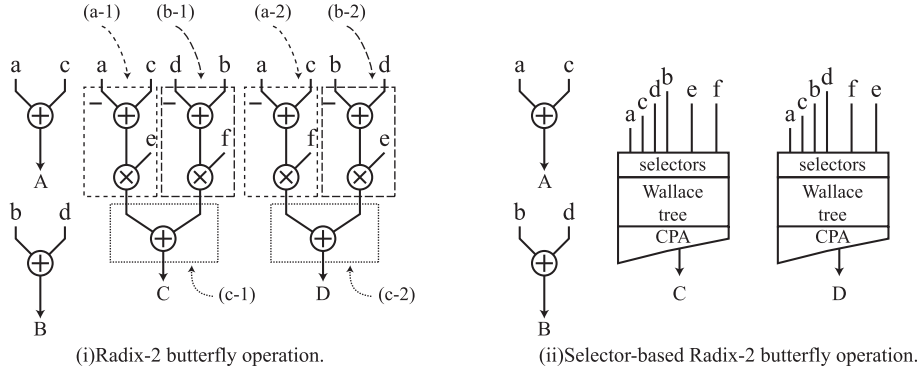 (a-1) (b-1) (a-2) (b-2)
a c a c d b a c b d a c
− + − + − + − +
+ e f f e +
A × × × × A
b d b d
+ + + +
C (c-1) D (c-2)
B B
a c d b e f
selectors
Wallace
tree
CPA
C
a c b d f e
selectors
Wallace
tree
CPA
D
(i)Radix-2 butterfly operation.
(ii)Selector-based Radix-2 butterfly operation.